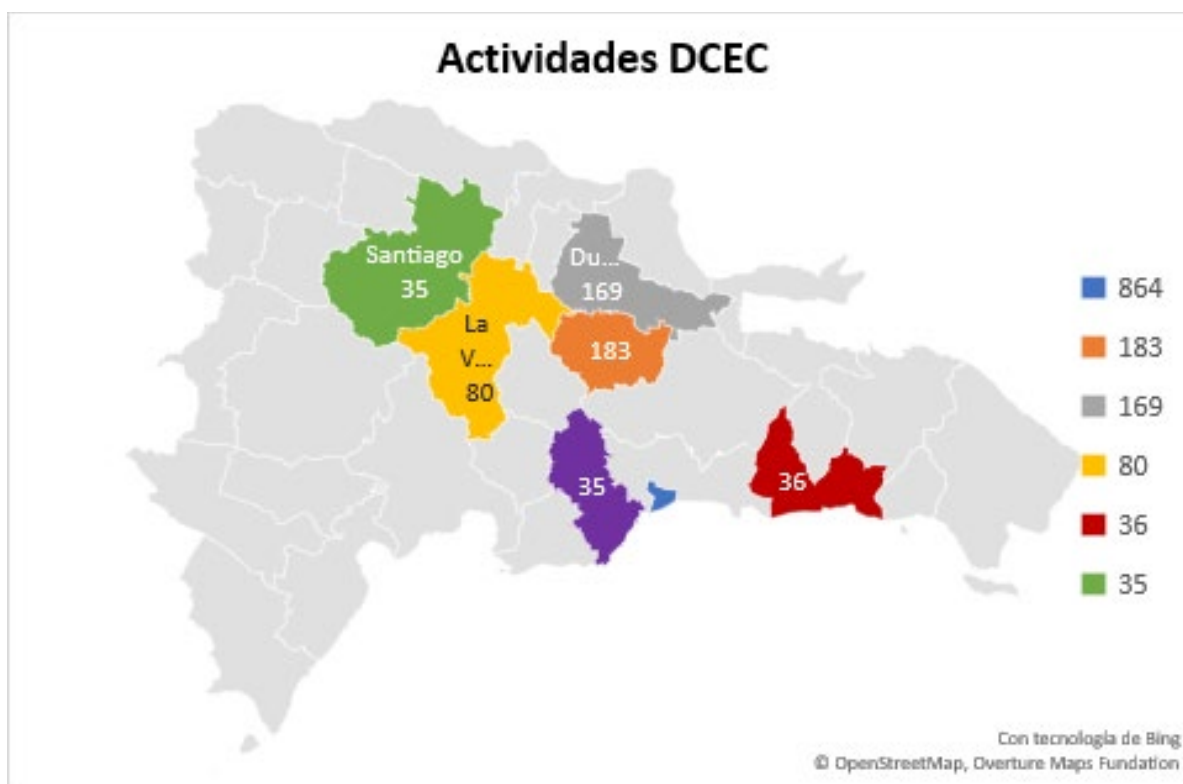 Actividades DCEC
Santiago
35
Du...
169
La
V...
80
183
35
36
864
183
169
80
36
35
Con tecnología de Bing
© OpenStreetMap, Overture Maps Fundation